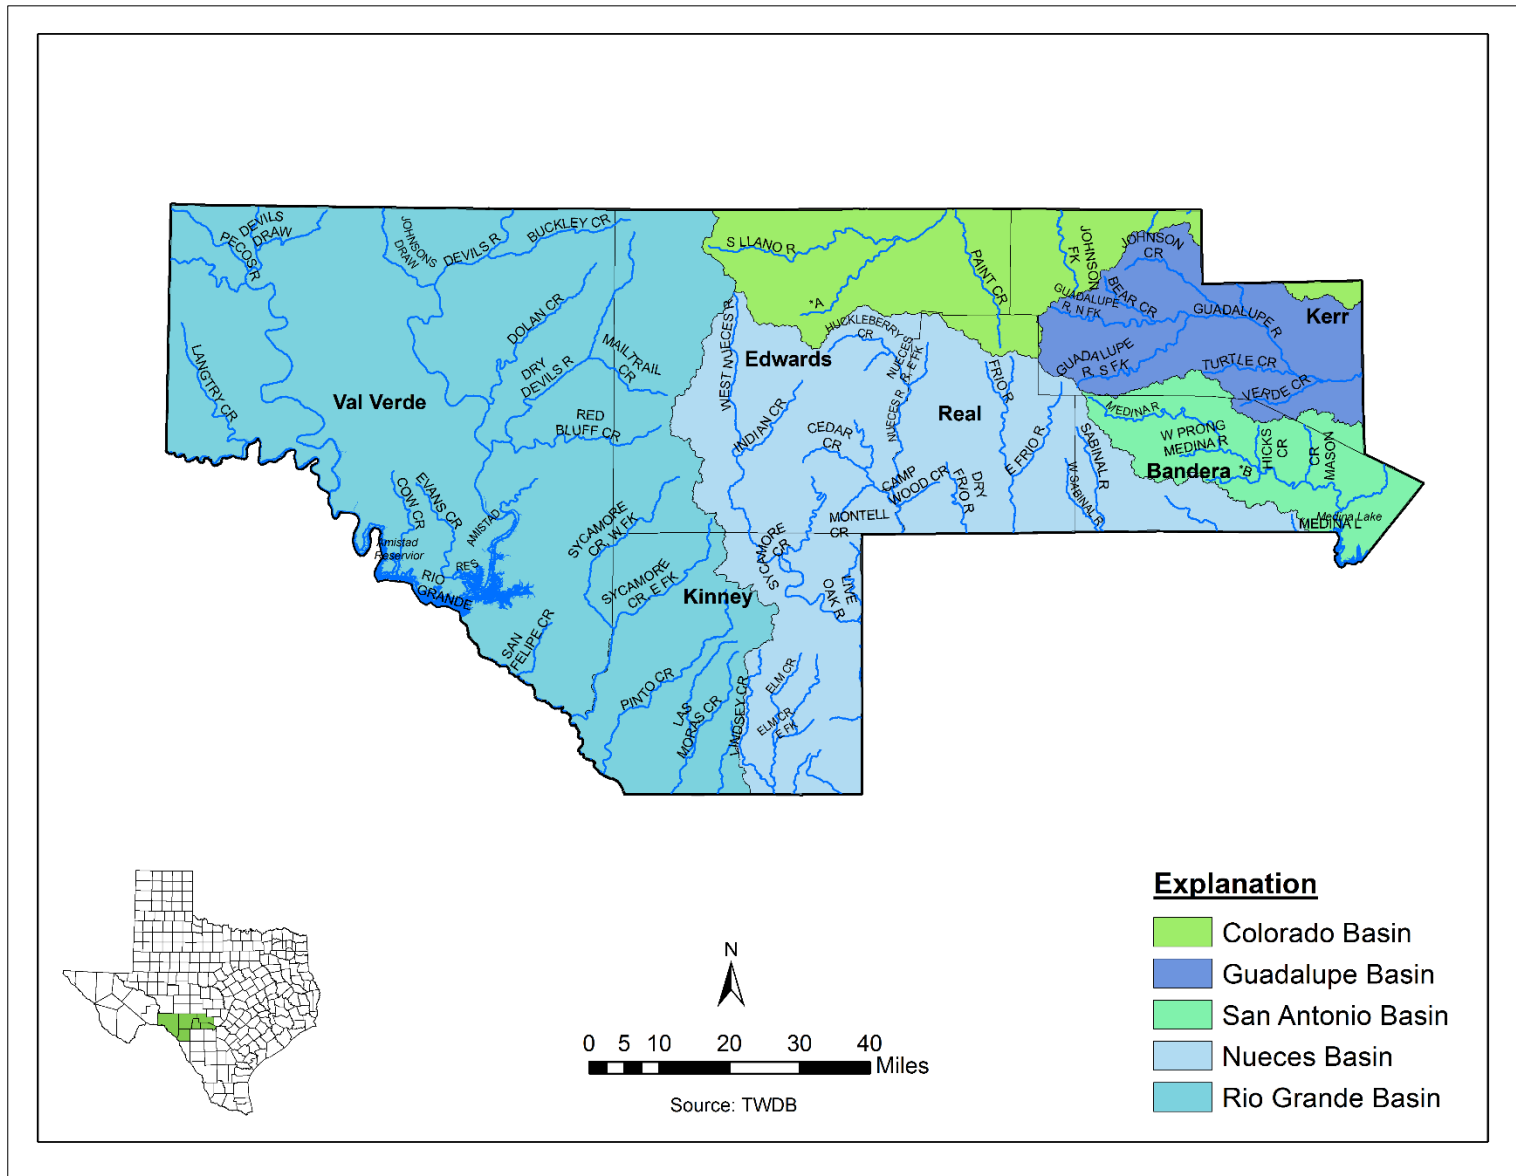 DEVILS
DRAW
PECOS R
JOHNSONS
DRAW
DEVILS R
BUCKLEY CR
S LLANO R
PAINT CR
JOHNSON
FK
JOHNSON
CR
BEAR CR
GUADALUPE
R, N FK
GUADALUPE R
Kerr
*A
DOLAN CR
LANGTRY CR
DRY
DEVILS R
MAILTRAIL
CR
WEST NUECES R
Edwards
HUCKLEBERRY
CR
NUECES
R, E FK
GUADALUPE
R, S FK
TURTLE CR
VERDE CR
FRIO R
Val Verde
RED
BLUFF CR
INDIAN CR
CEDAR
CR
NUECES R
Real
MEDINA R
W PRONG
MEDINA R
HICKS
CR
MASON
CR
Bandera
*B
SABINAL R
W SABINAL R
E FRIO R
CAMP
WOOD CR
DRY
FRIO R
MONTELL
CR
Medina Lake
MEDINA L
EVANS CR
COW CR
AMISTAD
RES
Amistad
Reservior
RIO
GRANDE
SYCAMORE
CR, W FK
SYCAMORE
CR, E FK
SYCAMORE
CR
LIVE
OAK R
Kinney
SAN
FELIPE CR
PINTO CR
LAS
MORAS CR
LINDSEY CR
ELM CR
ELM CR
E FK
Explanation
Colorado Basin
Guadalupe Basin
San Antonio Basin
Nueces Basin
Rio Grande Basin
N
0 5 10 20 30 40
Miles
Source: TWDB